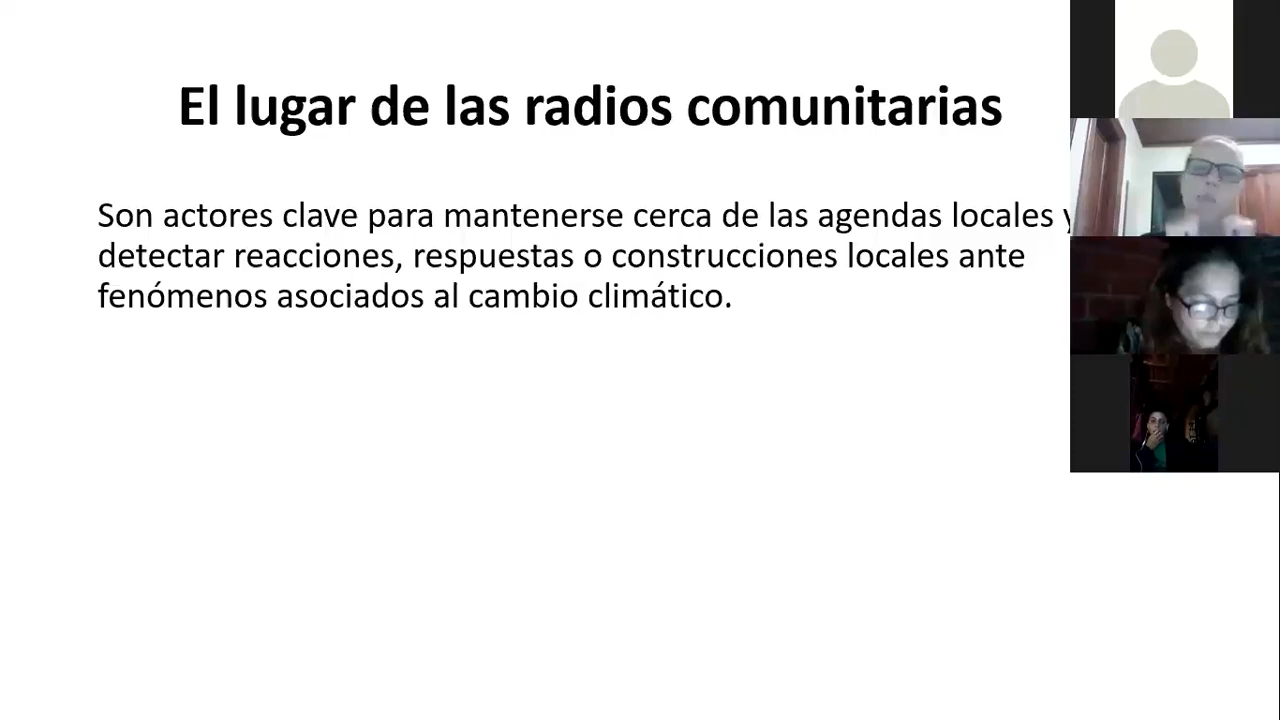 El lugar de las radios comunitarias
Son actores clave para mantenerse cerca de las agendas locales y
detectar reacciones, respuestas o construcciones locales ante
fenómenos asociados al cambio climático.